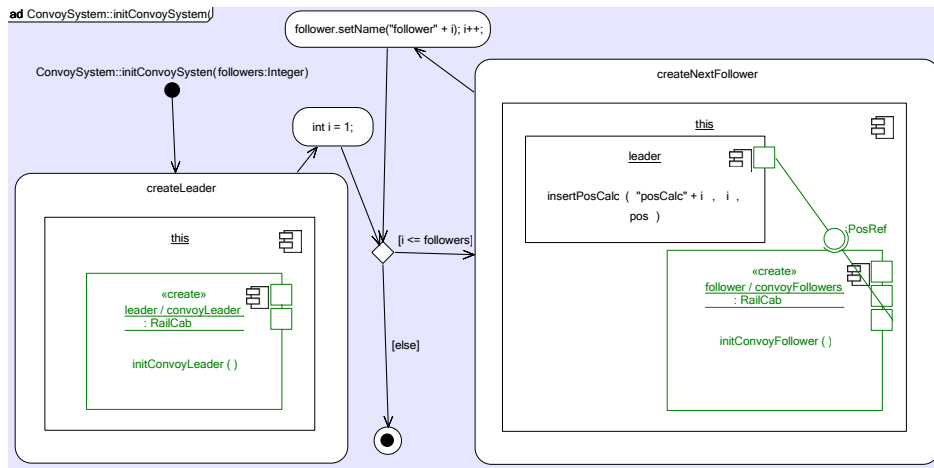 ad ConvoySystem::initConvoySystem()
follower.setName("follower" + i); i++;
ConvoySystem::initConvoySysten(followers:Integer)
int i = 1;
createLeader
this
«create»
leader / convoyLeader
: RailCab
initConvoyLeader ( )
[i <= followers]
[else]
createNextFollower
this
leader
insertPosCalc ( "posCalc" + i , i ,
pos )
:PosRef
«create»
follower / convoyFollowers
: RailCab
initConvoyFollower ( )